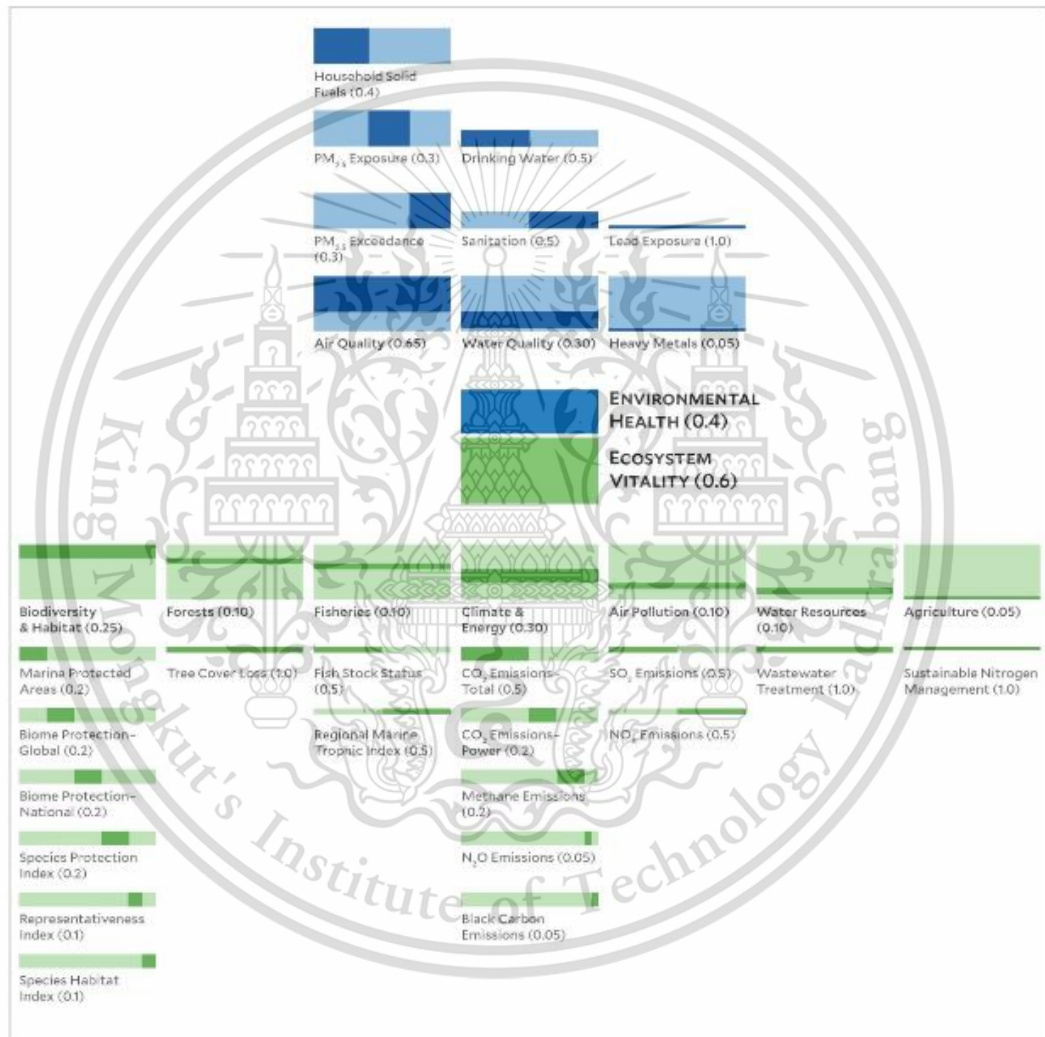 Household Solid
Fuels (0.4)
PM2.5 Exposure (0.3)
Drinking Water (0.5)
PM2.5 Exceedance
(0.3)
Sanitation (0.5)
Lead Exposure (1.0)
Air Quality (0.65)
Water Quality (0.30)
Heavy Metals (0.05)
ENVIRONMENTAL
HEALTH (0.4)
ECOSYSTEM
VITALITY (0.6)
Biodiversity
& Habitat (0.25)
Forests (0.10)
Fisheries (0.10)
Climate &
Energy (0.30)
Air Pollution (0.10)
Water Resources
(0.10)
Agriculture (0.05)
Marine Protected
Areas (0.2)
Tree Cover Loss (1.0)
Fish Stock Status
(0.5)
CO2 Emissions–
Total (0.5)
SO2 Emissions (0.5)
Wastewater
Treatment (1.0)
Sustainable Nitrogen
Management (1.0)
Biome Protection–
Global (0.2)
Regional Marine
Trophic Index (0.5)
CO2 Emissions–
Power (0.2)
NOX Emissions (0.5)
Biome Protection–
National (0.2)
Methane Emissions
(0.2)
Species Protection
Index (0.2)
N2O Emissions (0.05)
Representativeness
Index (0.1)
Black Carbon
Emissions (0.05)
Species Habitat
Index (0.1)
King Mongkut's Institute of Technology Ladkrabang